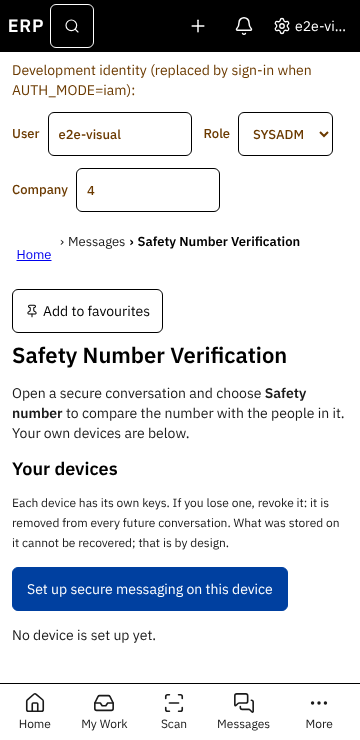 ERP e2e-vi...
Development identity (replaced by sign-in when
AUTH_MODE=iam):
User e2e-visual Role SYSADM
Company 4
Home › Messages › Safety Number Verification
Add to favourites
Safety Number Verification
Open a secure conversation and choose Safety
number to compare the number with the people in it.
Your own devices are below.
Your devices
Each device has its own keys. If you lose one, revoke it: it is
removed from every future conversation. What was stored on
it cannot be recovered; that is by design.
Set up secure messaging on this device
No device is set up yet.
Home My Work Scan Messages More